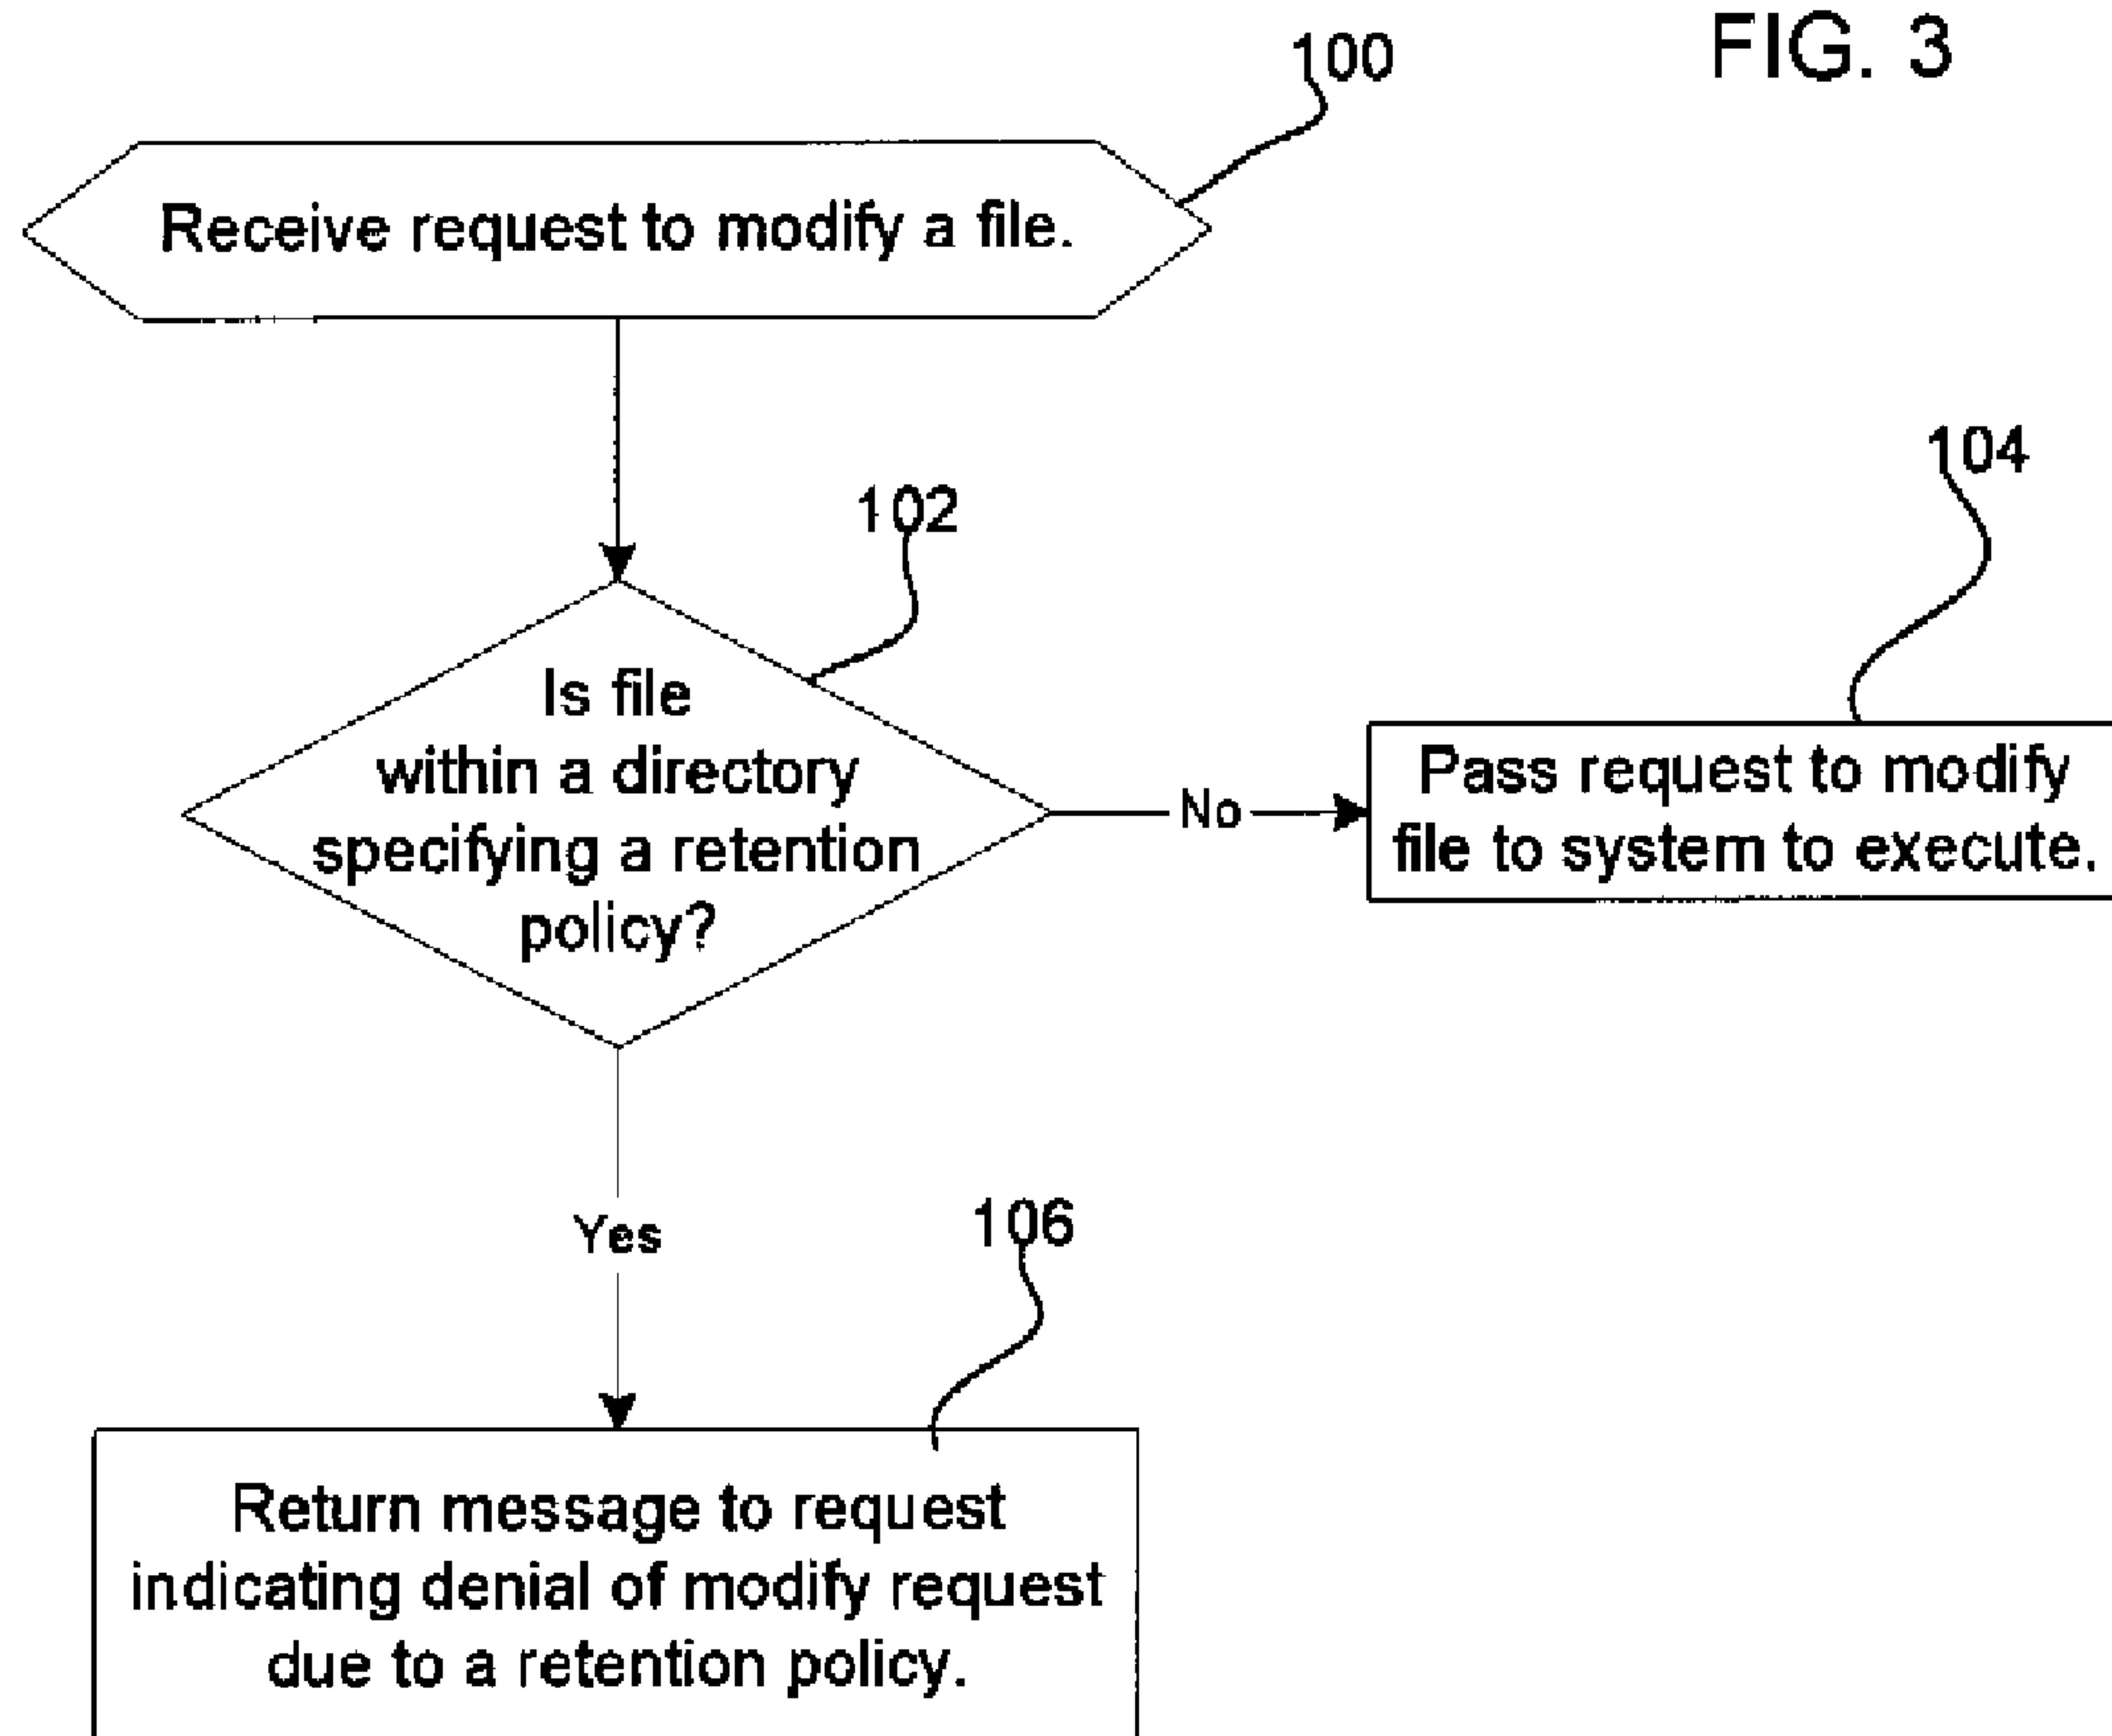 FIG. 3
100
Receive request to modify a file.
102
Is file
within a directory
specifying a retention
policy?
No
104
Pass request to modify
file to system to execute.
Yes
106
Return message to request
indicating denial of modify request
due to a retention policy.